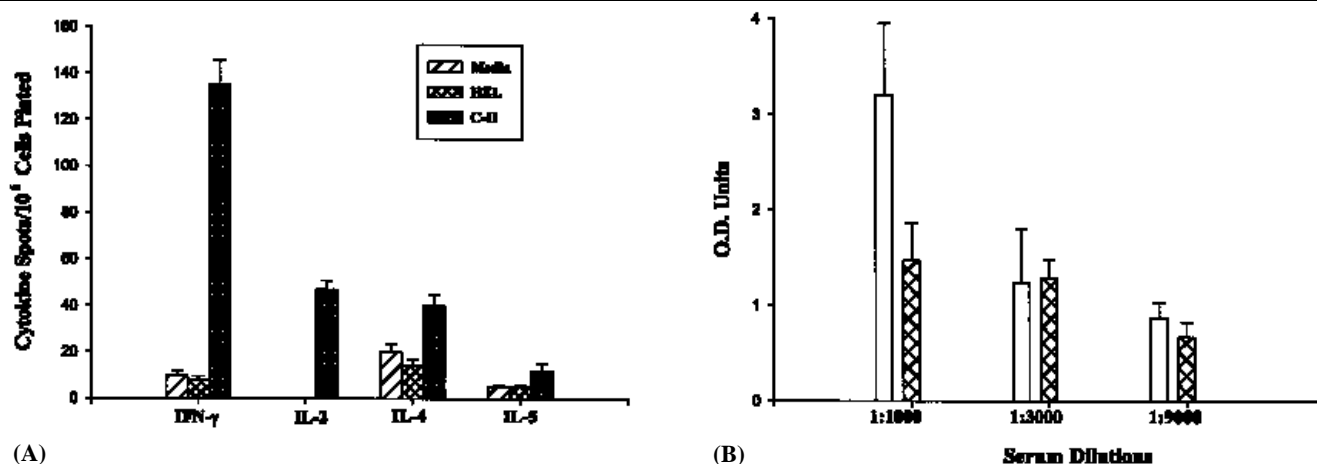 Cytokine Spots/10⁶ Cells Plated
160
140
120
100
80
60
40
20
0
Media
HEL
C-II
IFN-γ IL-2 IL-4 IL-5
(A)
O.D. Units
4
3
2
1
0
1:1000 1:3000 1:9000
Serum Dilutions
(B)